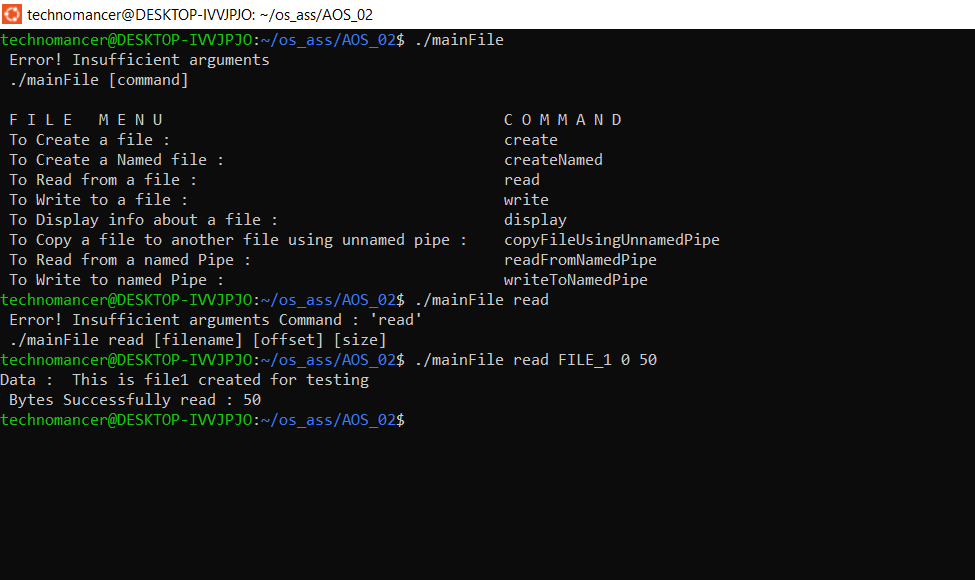 technomancer@DESKTOP-IVVJPJO: ~/os_ass/AOS_02
technomancer@DESKTOP-IVVJPJO:~/os_ass/AOS_02$ ./mainFile
Error! Insufficient arguments
./mainFile [command]
F I L E   M E N U                                      C O M M A N D
To Create a file :                                     create
To Create a Named file :                               createNamed
To Read from a file :                                  read
To Write to a file :                                   write
To Display info about a file :                         display
To Copy a file to another file using unnamed pipe :    copyFileUsingUnnamedPipe
To Read from a named Pipe :                            readFromNamedPipe
To Write to named Pipe :                               writeToNamedPipe
technomancer@DESKTOP-IVVJPJO:~/os_ass/AOS_02$ ./mainFile read
Error! Insufficient arguments Command : 'read'
./mainFile read [filename] [offset] [size]
technomancer@DESKTOP-IVVJPJO:~/os_ass/AOS_02$ ./mainFile read FILE_1 0 50
Data :  This is file1 created for testing
Bytes Successfully read : 50
technomancer@DESKTOP-IVVJPJO:~/os_ass/AOS_02$